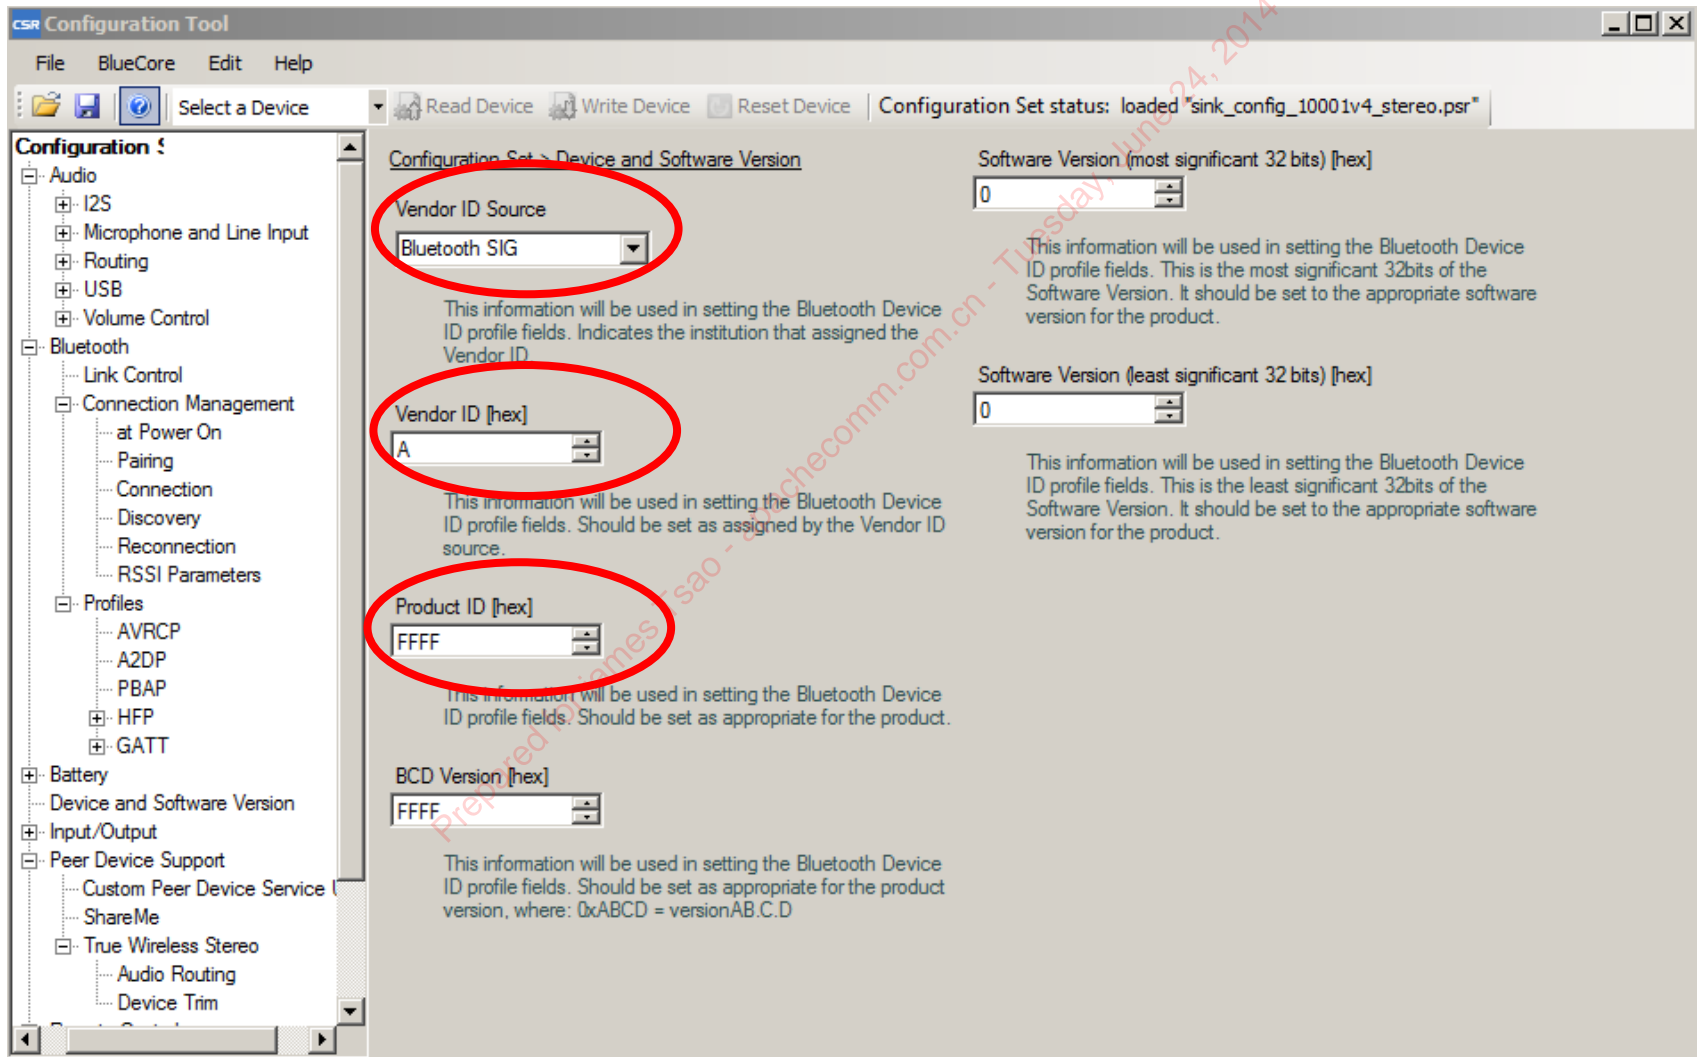 CSR Configuration Tool
File BlueCore Edit Help
Select a Device Read Device Write Device Reset Device Configuration Set status: loaded "sink_config_10001v4_stereo.psr"
Configuration S
Audio
I2S
Microphone and Line Input
Routing
USB
Volume Control
Bluetooth
Link Control
Connection Management
at Power On
Pairing
Connection
Discovery
Reconnection
RSSI Parameters
Profiles
AVRCP
A2DP
PBAP
HFP
GATT
Battery
Device and Software Version
Input/Output
Peer Device Support
Custom Peer Device Service
ShareMe
True Wireless Stereo
Audio Routing
Device Trim
Configuration Set > Device and Software Version
Vendor ID Source
Bluetooth SIG
This information will be used in setting the Bluetooth Device
ID profile fields. Indicates the institution that assigned the
Vendor ID.
Vendor ID [hex]
A
This information will be used in setting the Bluetooth Device
ID profile fields. Should be set as assigned by the Vendor ID
source.
Product ID [hex]
FFFF
This information will be used in setting the Bluetooth Device
ID profile fields. Should be set as appropriate for the product.
BCD Version [hex]
FFFF
This information will be used in setting the Bluetooth Device
ID profile fields. Should be set as appropriate for the product
version, where: 0xABCD = versionAB.C.D
Software Version (most significant 32 bits) [hex]
0
This information will be used in setting the Bluetooth Device
ID profile fields. This is the most significant 32bits of the
Software Version. It should be set to the appropriate software
version for the product.
Software Version (least significant 32 bits) [hex]
0
This information will be used in setting the Bluetooth Device
ID profile fields. This is the least significant 32bits of the
Software Version. It should be set to the appropriate software
version for the product.
Prepared for james Tsao - apachecomm.com.cn - Tuesday, June 24, 2014